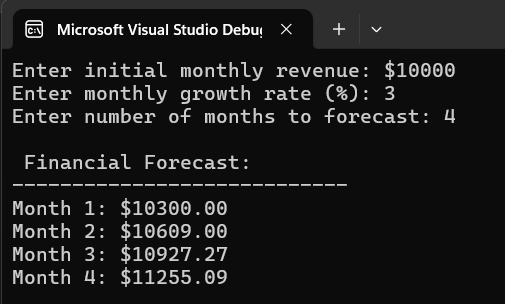 Microsoft Visual Studio Debu
Enter initial monthly revenue: $10000
Enter monthly growth rate (%): 3
Enter number of months to forecast: 4
Financial Forecast:
----------------------------
Month 1: $10300.00
Month 2: $10609.00
Month 3: $10927.27
Month 4: $11255.09